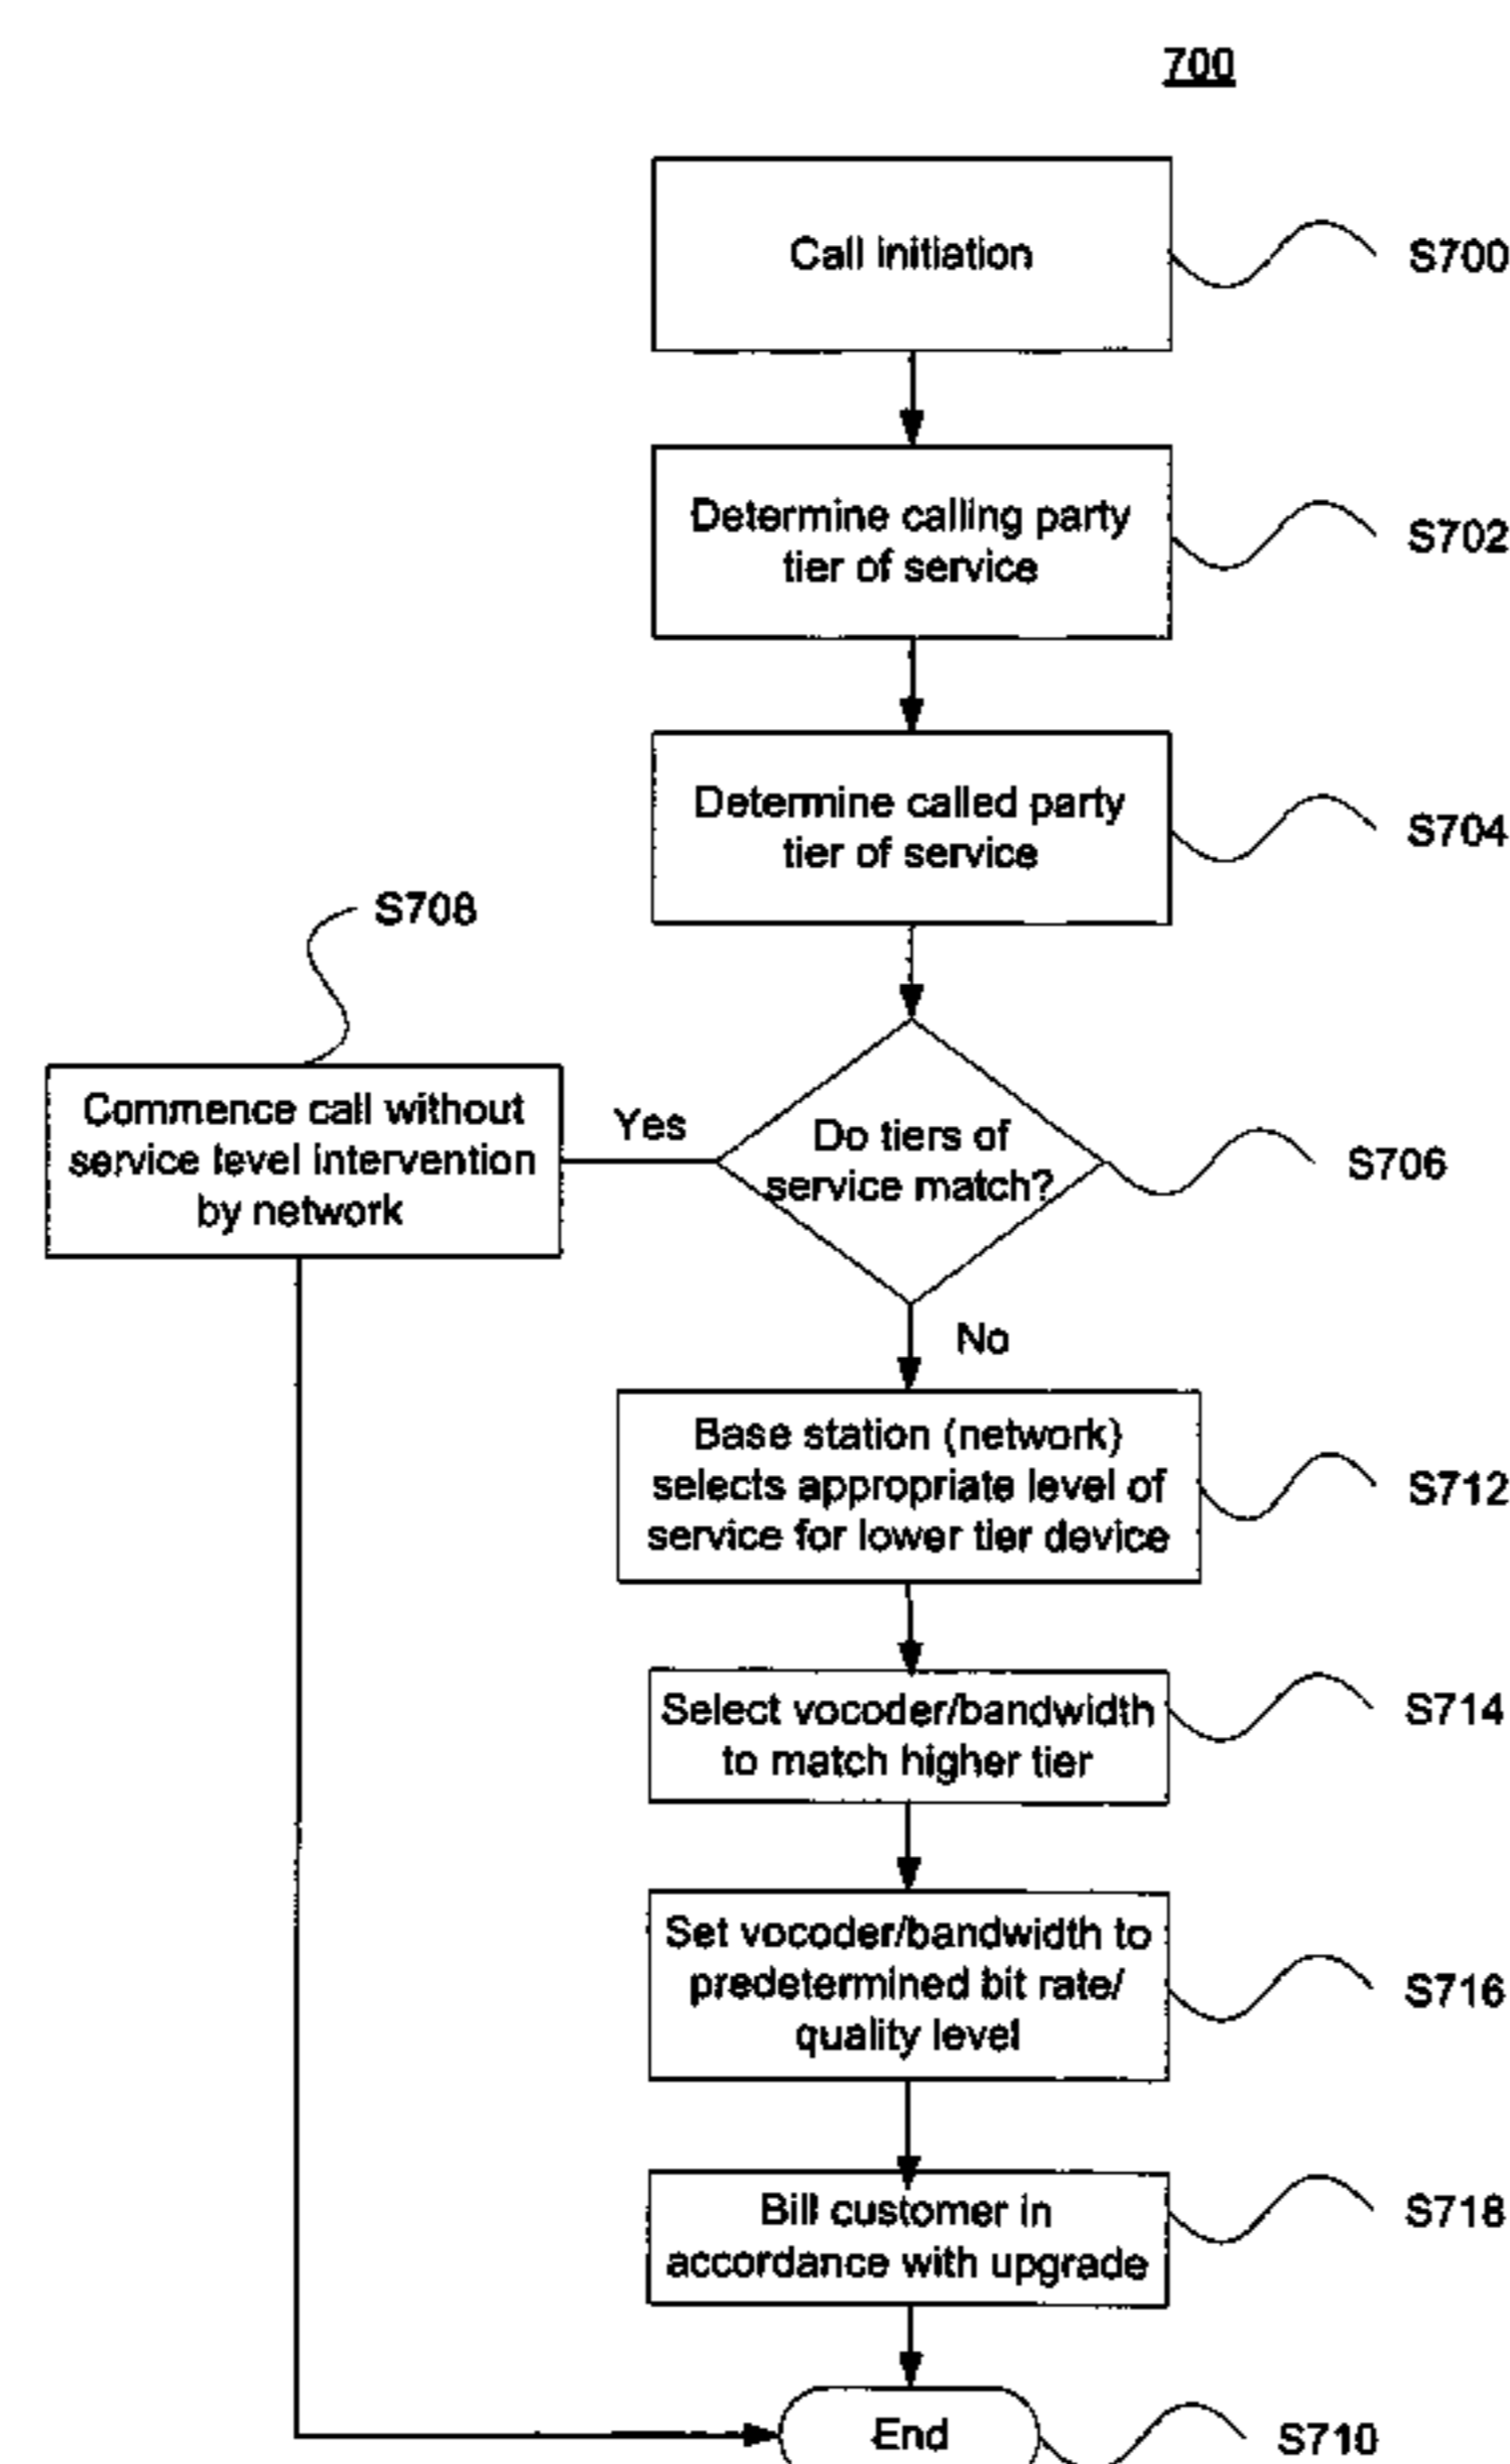 700
Call initiation
S700
Determine calling party
tier of service
S702
Determine called party
tier of service
S704
S708
Commence call without
service level intervention
by network
Yes
Do tiers of
service match?
S706
No
Base station (network)
selects appropriate level of
service for lower tier device
S712
Select vocoder/bandwidth
to match higher tier
S714
Set vocoder/bandwidth to
predetermined bit rate/
quality level
S716
Bill customer in
accordance with upgrade
S718
End
S710